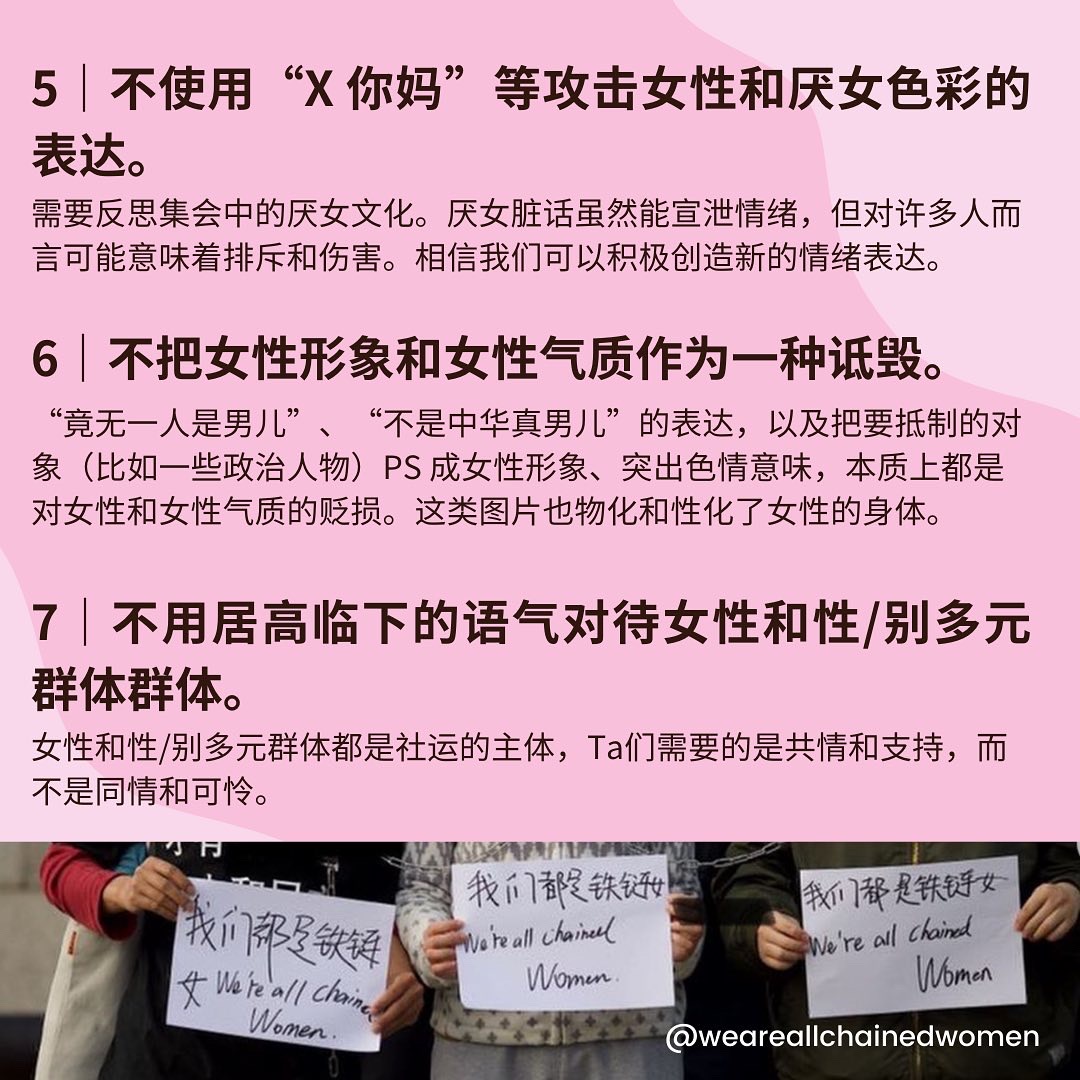 5｜不使用“X 你妈”等攻击女性和厌女色彩的
表达。
需要反思集会中的厌女文化。厌女脏话虽然能宣泄情绪，但对许多人而
言可能意味着排斥和伤害。相信我们可以积极创造新的情绪表达。
6｜不把女性形象和女性气质作为一种诋毁。
“竟无一人是男儿”、“不是中华真男儿”的表达，以及把要抵制的对
象（比如一些政治人物）PS 成女性形象、突出色情意味，本质上都是
对女性和女性气质的贬损。这类图片也物化和性化了女性的身体。
7｜不用居高临下的语气对待女性和性/别多元
群体群体。
女性和性/别多元群体都是社运的主体，Ta们需要的是共情和支持，而
不是同情和可怜。
我们都是铁链
女 We're all chained
Women.
我们都是铁链女
We're all chained
Women.
我们都是铁链女
We're all chained
Women
@weareallchainedwomen